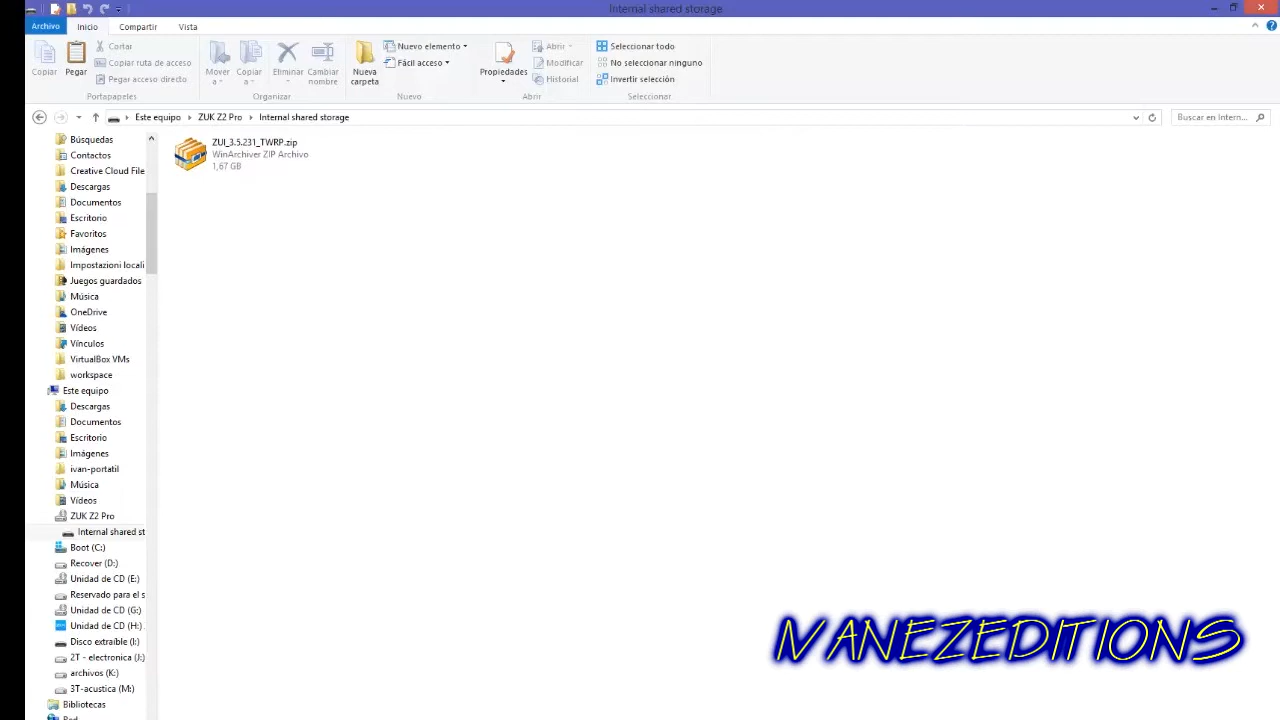 Internal shared storage
Archivo Inicio Compartir Vista
Copiar
Pegar
Cortar
Copiar ruta de acceso
Pegar acceso directo
Portapapeles
Mover a
Copiar a
Eliminar
Cambiar nombre
Organizar
Nueva carpeta
Nuevo elemento
Fácil acceso
Nuevo
Propiedades
Abrir
Modificar
Historial
Abrir
Seleccionar todo
No seleccionar ninguno
Invertir selección
Seleccionar
Este equipo ZUK Z2 Pro Internal shared storage
Buscar en Intern...
Búsquedas
Contactos
Creative Cloud File
Descargas
Documentos
Escritorio
Favoritos
Imágenes
Impostazioni locali
Juegos guardados
Música
OneDrive
Vídeos
Vínculos
VirtualBox VMs
workspace
Este equipo
Descargas
Documentos
Escritorio
Imágenes
ivan-portatil
Música
Vídeos
ZUK Z2 Pro
Internal shared st
Boot (C:)
Recover (D:)
Unidad de CD (E:)
Reservado para el s
Unidad de CD (G:)
Unidad de CD (H:)
Disco extraíble (I:)
2T - electronica (J:)
archivos (K:)
3T-acustica (M:)
Bibliotecas
Red
ZUI_3.5.231_TWRP.zip
WinArchiver ZIP Archivo
1,67 GB
IVANEZEDITIONS